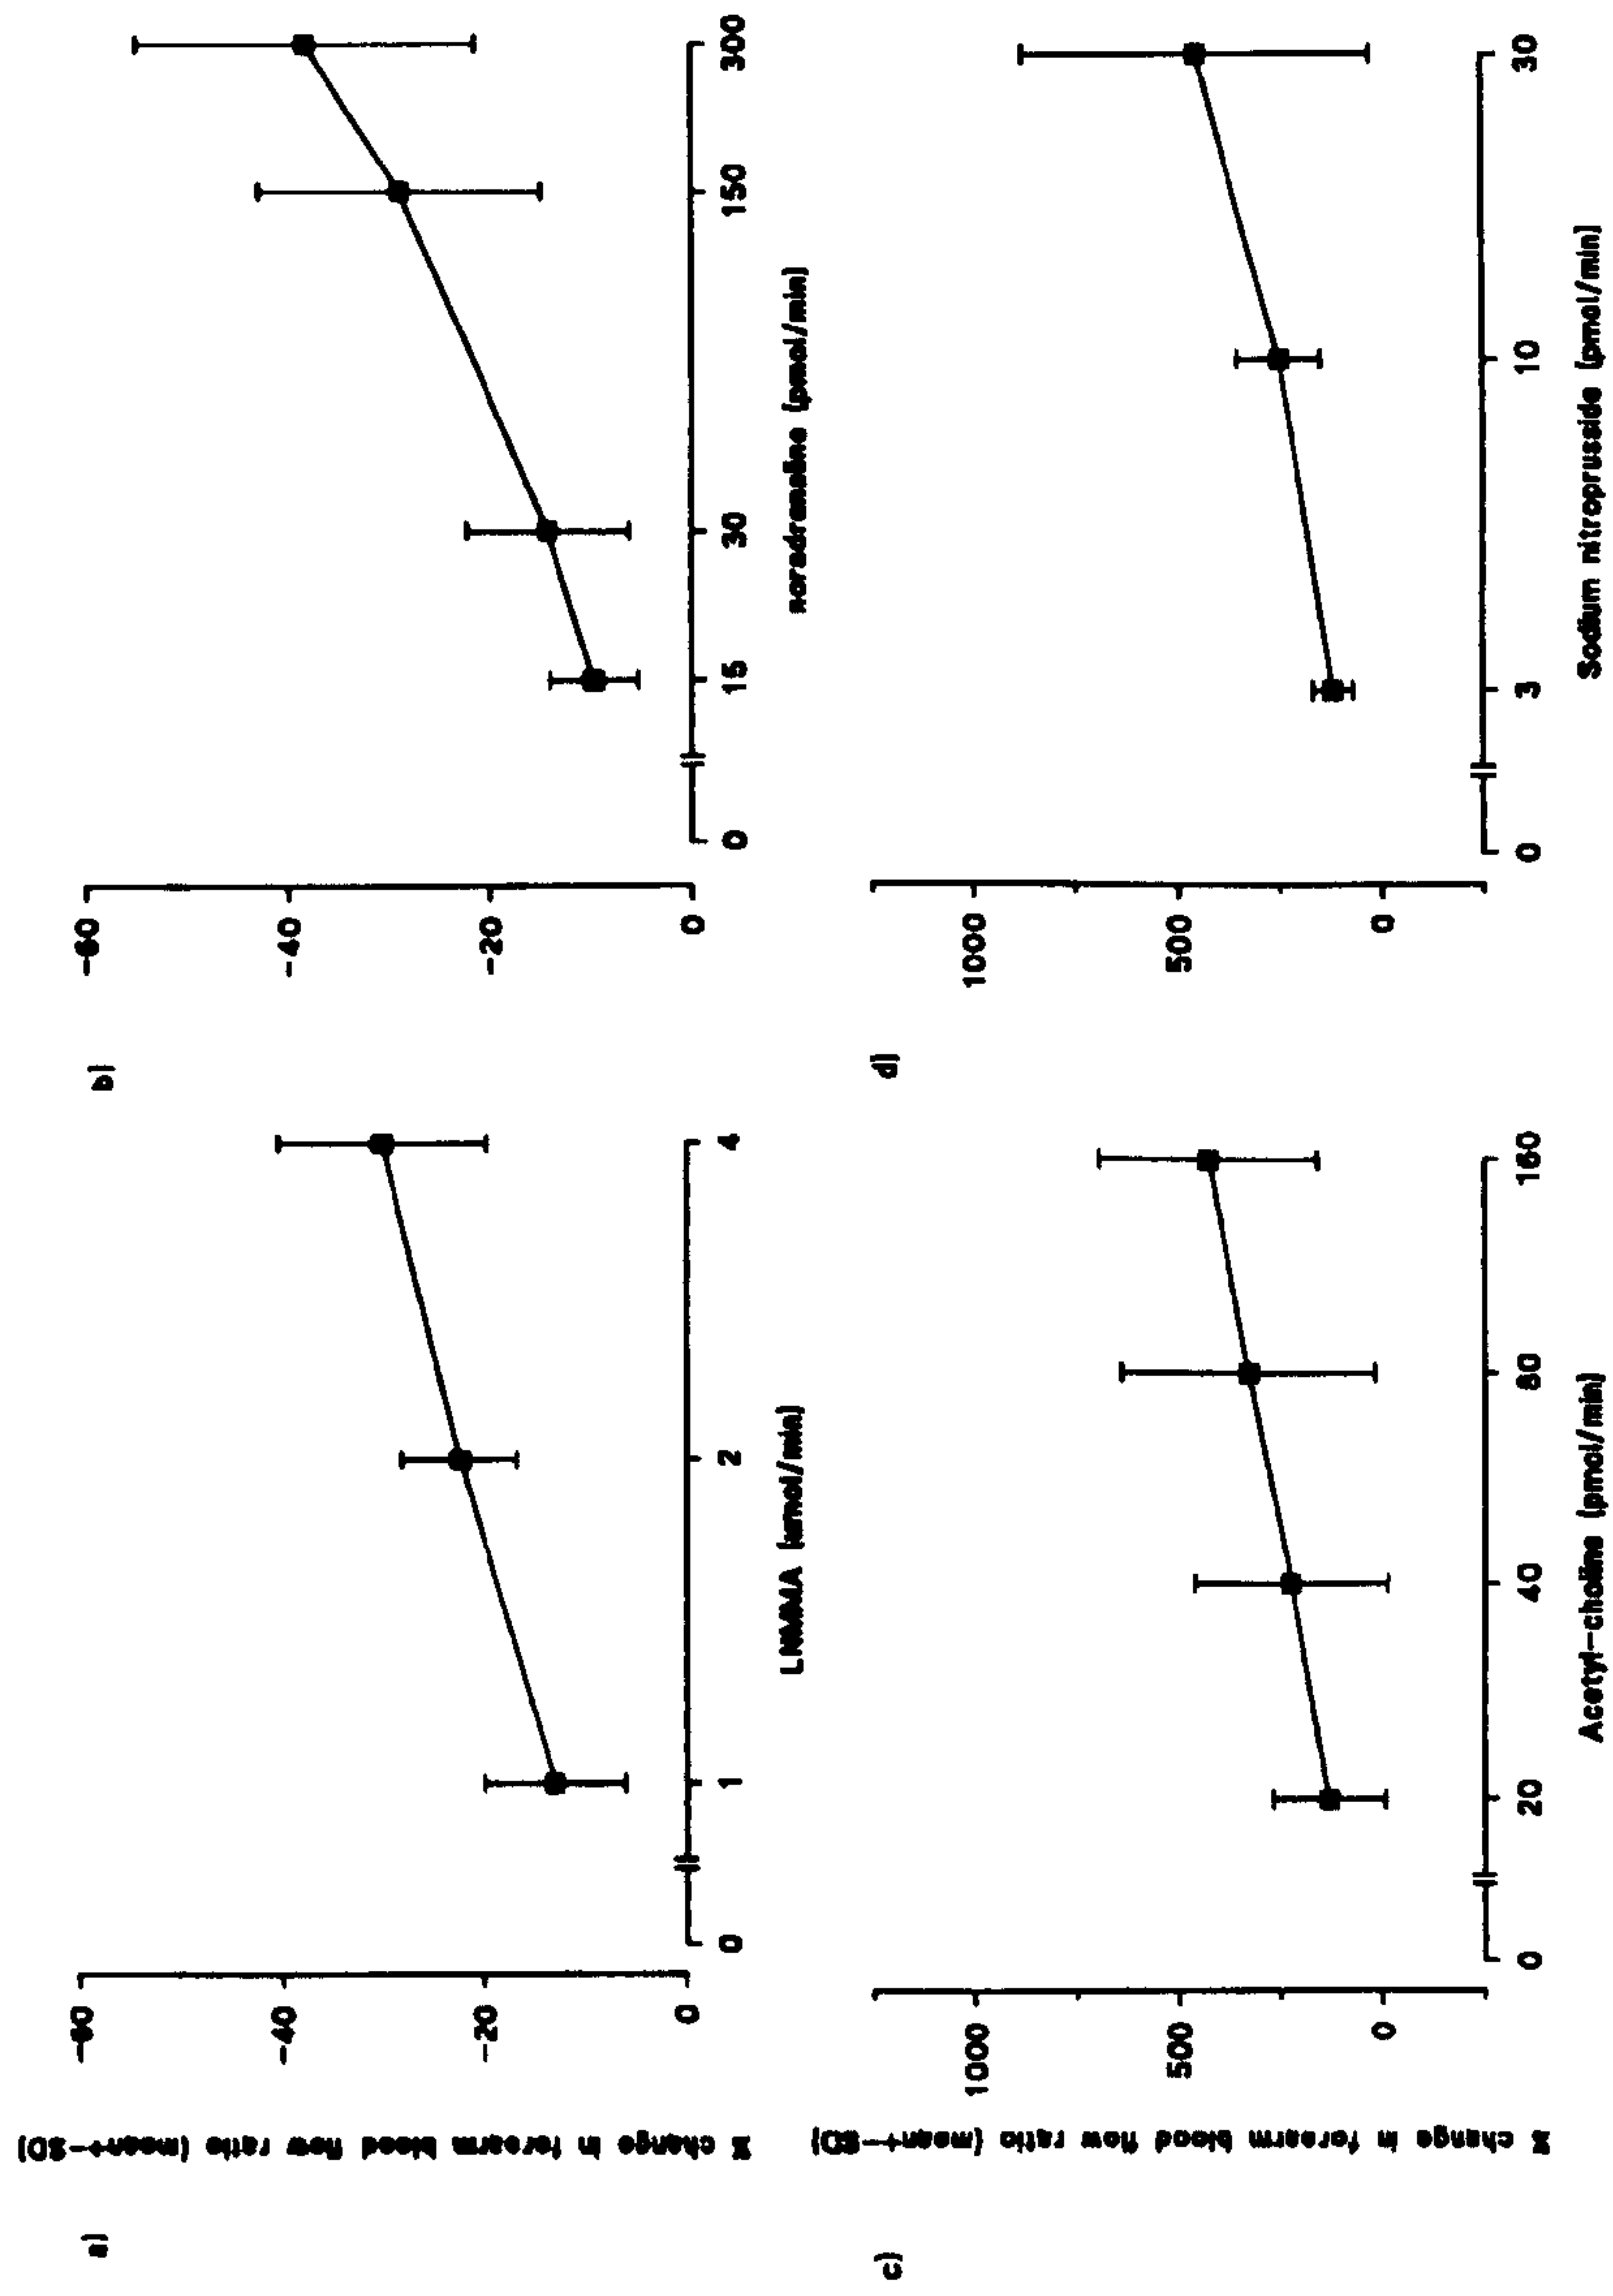 a)
% change in forearm blood flow ratio (mean+-SD)
-60
-40
-20
0
0 1 2 4
LNMMA (umol/min)
b)
-60
-40
-20
0
0 15 30 150 300
noradrenaline (pmol/min)
c)
% change in forearm blood flow ratio (mean+-SD)
1000
500
0
0 20 40 80 160
Acetyl-choline (pmol/min)
d)
1000
500
0
0 3 10 30
Sodium nitroprusside (pmol/min)